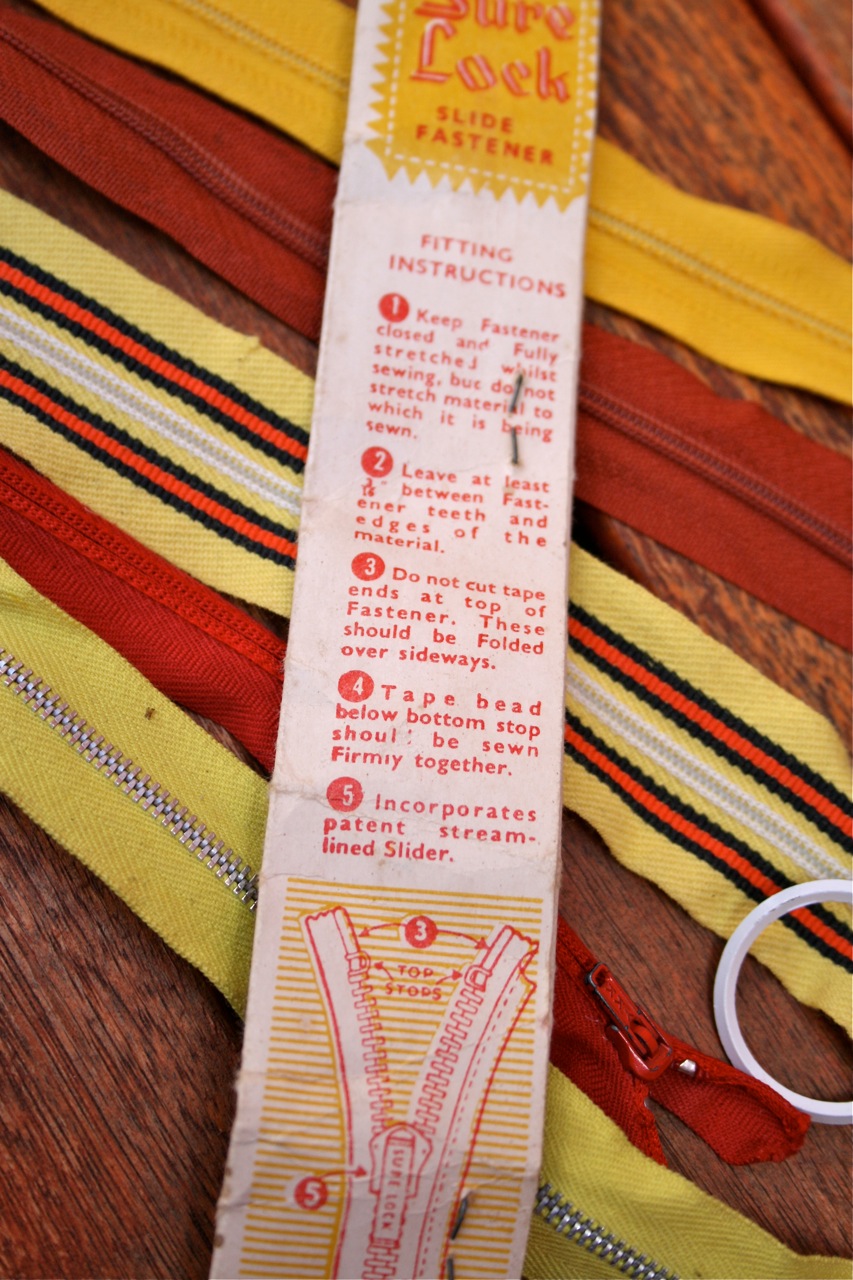 Sure
Lock
SLIDE
FASTENER
FITTING
INSTRUCTIONS
1 Keep Fastener
closed and Fully
stretched whilst
sewing, but do not
stretch material to
which it is being
sewn.
2 Leave at least
3/16" between Fast-
ener teeth and
edges of the
material.
3 Do not cut tape
ends at top of
Fastener. These
should be Folded
over sideways.
4 Tape bead
below bottom stop
should be sewn
Firmly together.
5 Incorporates
patent stream-
lined Slider.
3
TOP
STOPS
5
SURE LOCK